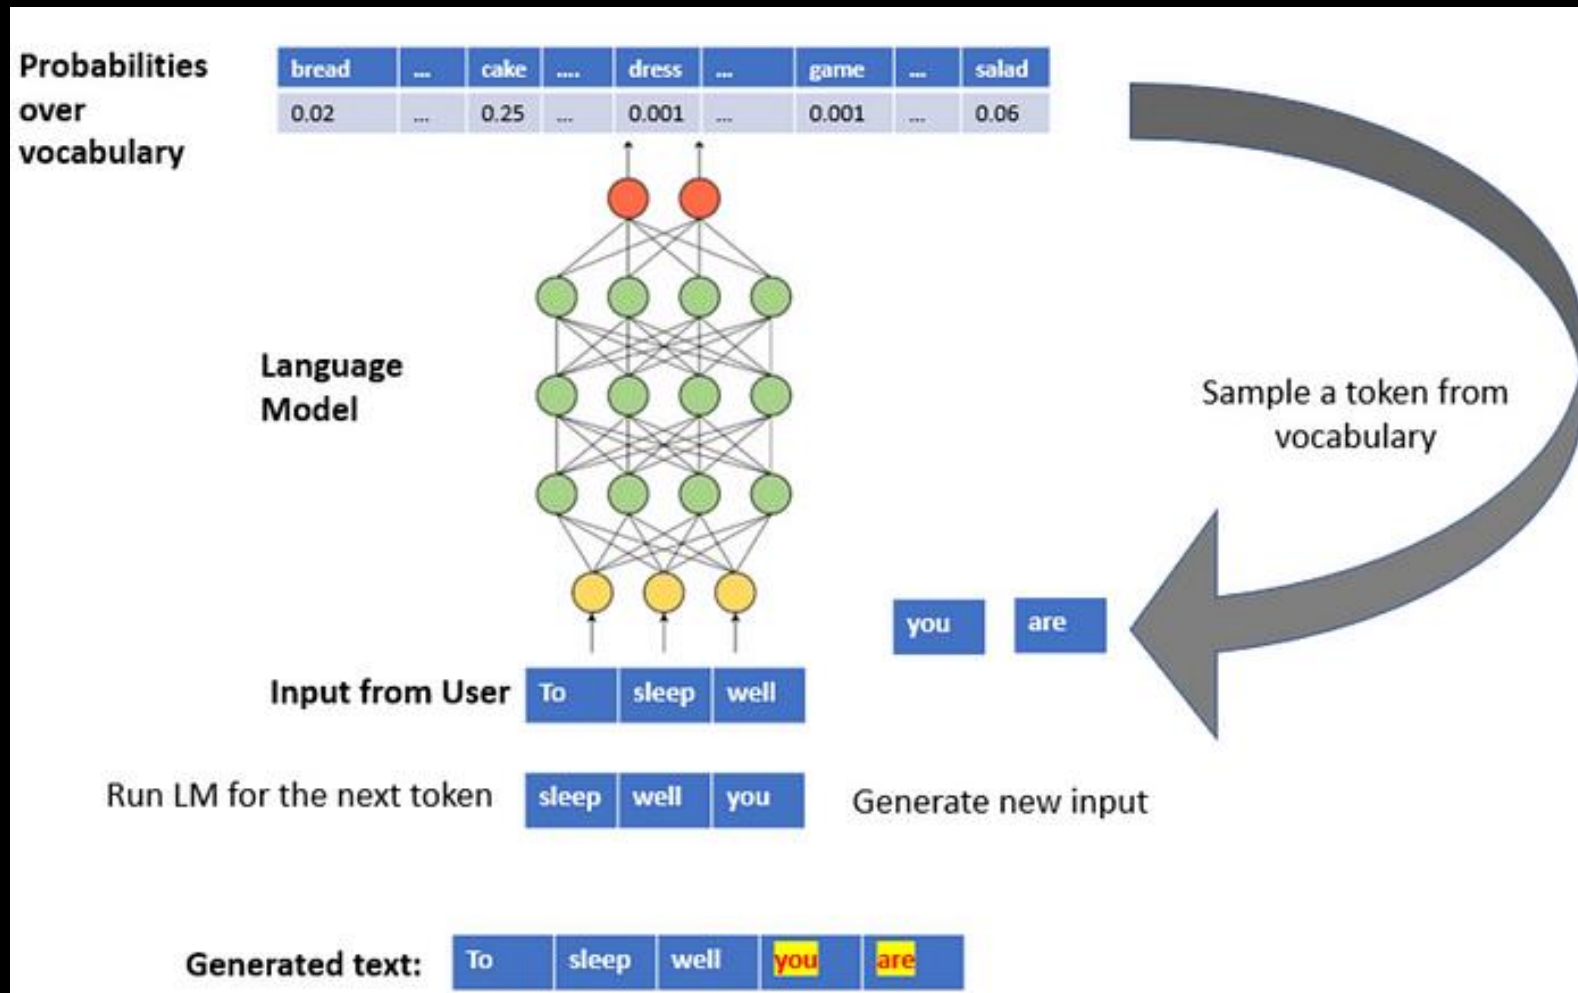 Probabilities
over
vocabulary
bread ... cake .... dress ... game ... salad
0.02 ... 0.25 ... 0.001 ... 0.001 ... 0.06
Language
Model
Sample a token from
vocabulary
you are
Input from User To sleep well
Run LM for the next token sleep well you Generate new input
Generated text: To sleep well you are